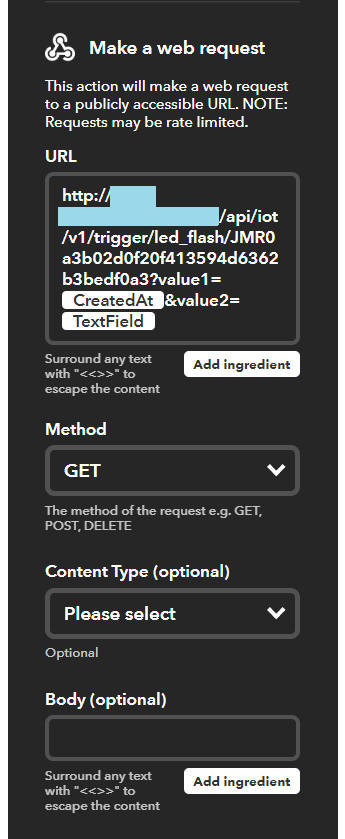 Make a web request
This action will make a web request
to a publicly accessible URL. NOTE:
Requests may be rate limited.
URL
http://
/api/iot
/v1/trigger/led_flash/JMR0
a3b02d0f20f413594d6362
b3bedf0a3?value1=
CreatedAt &value2=
TextField
Surround any text
with "<<>>" to
escape the content
Add ingredient
Method
GET
The method of the request e.g. GET,
POST, DELETE
Content Type (optional)
Please select
Optional
Body (optional)
Surround any text
with "<<>>" to
escape the content
Add ingredient